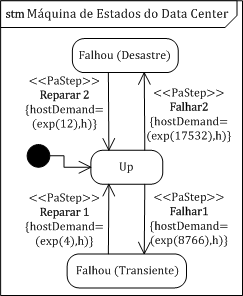 stm Máquina de Estados do Data Center
Falhou (Desastre)
<<PaStep>>
Reparar 2
{hostDemand=
(exp(12),h)}
<<PaStep>>
Falhar2
{hostDemand=
(exp(17532),h)}
Up
<<PaStep>>
Reparar 1
{hostDemand=
(exp(4),h)}
<<PaStep>>
Falhar1
{hostDemand=
(exp(8766),h)}
Falhou (Transiente)